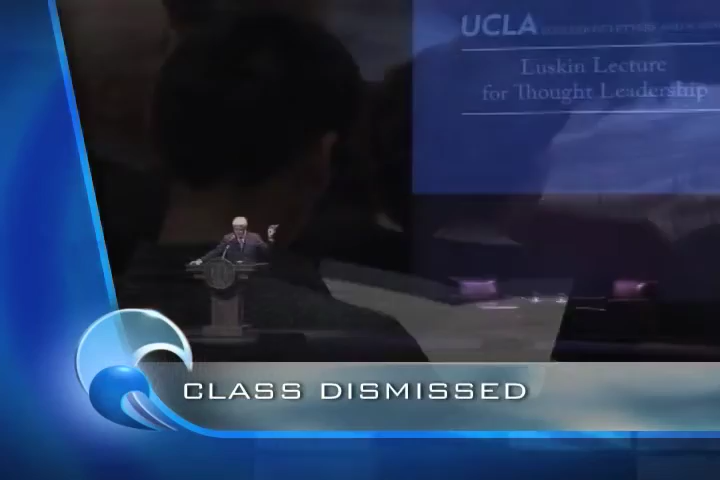 UCLA
Luskin Lecture
for Thought Leadership
CLASS DISMISSED